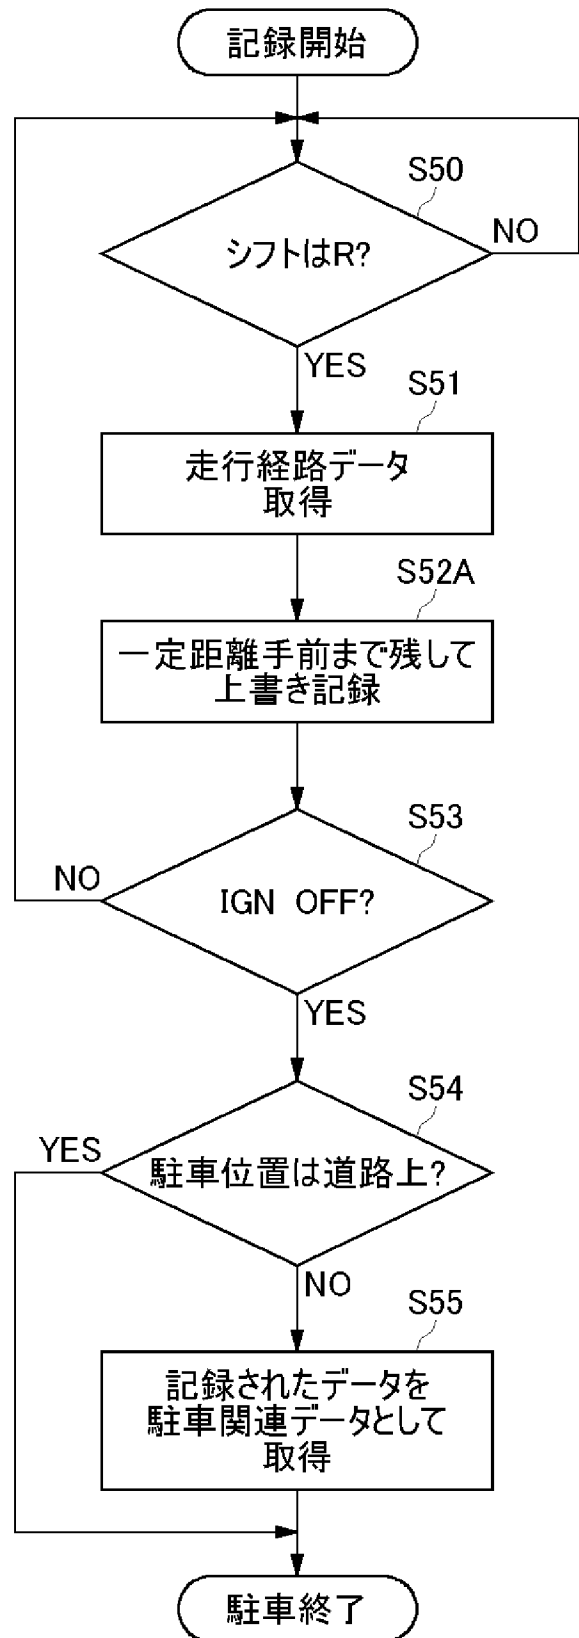 記録開始
S50
シフトはR?
NO
YES
S51
走行経路データ
取得
S52A
一定距離手前まで残して
上書き記録
S53
NO
IGN OFF?
YES
S54
YES
駐車位置は道路上?
NO
S55
記録されたデータを
駐車関連データとして
取得
駐車終了